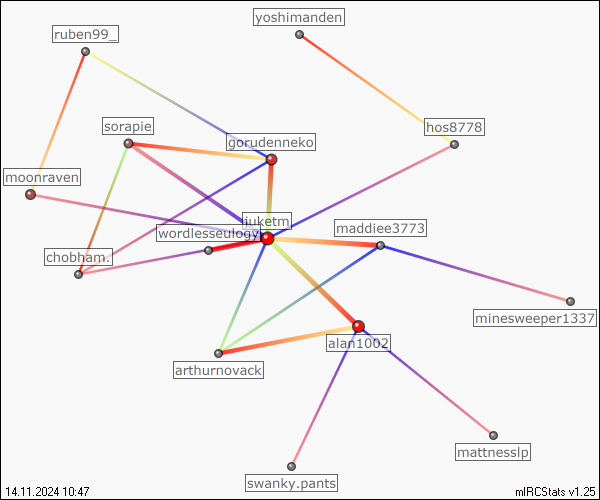 yoshimanden
ruben99_
sorapie
hos8778
gorudenneko
moonraven
juketm
maddiee3773
wordlesseulogy
chobham.
minesweeper1337
alan1002
arthurnovack
mattnesslp
swanky.pants
14.11.2024 10:47
mIRCStats v1.25